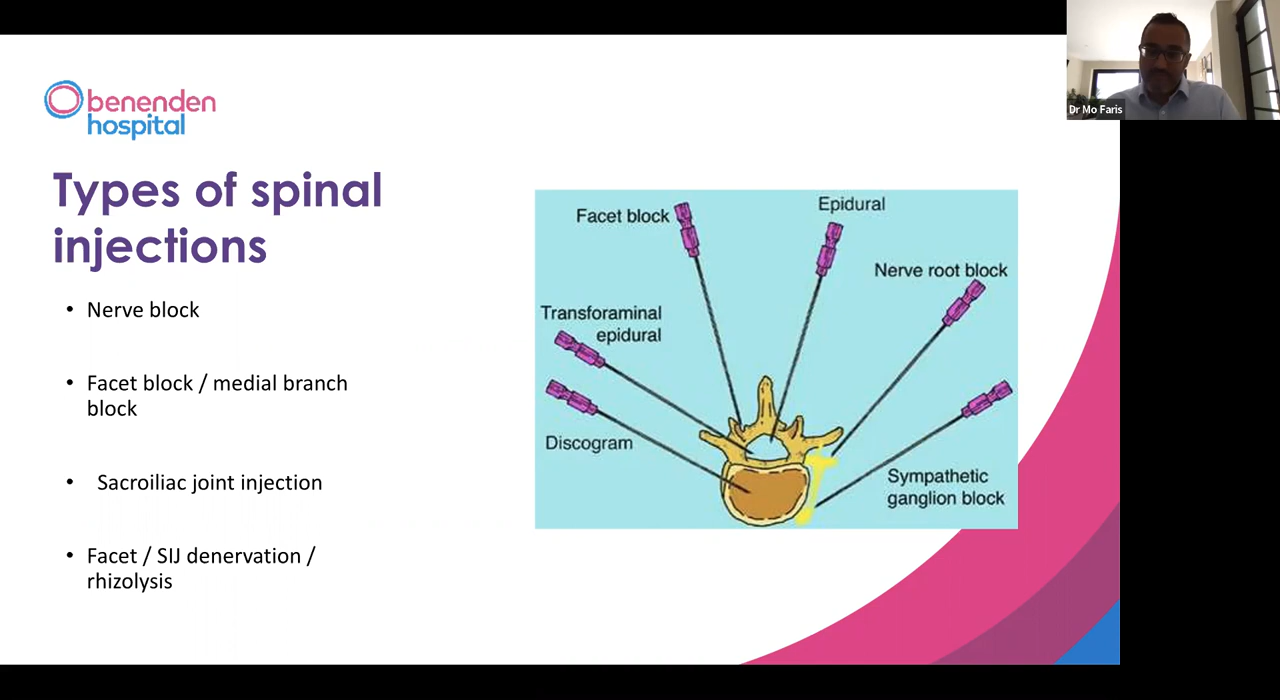 benenden
hospital
Dr Mo Faris
Types of spinal
injections
• Nerve block
• Facet block / medial branch
block
• Sacroiliac joint injection
• Facet / SIJ denervation /
rhizolysis
Facet block
Epidural
Nerve root block
Transforaminal
epidural
Discogram
Sympathetic
ganglion block